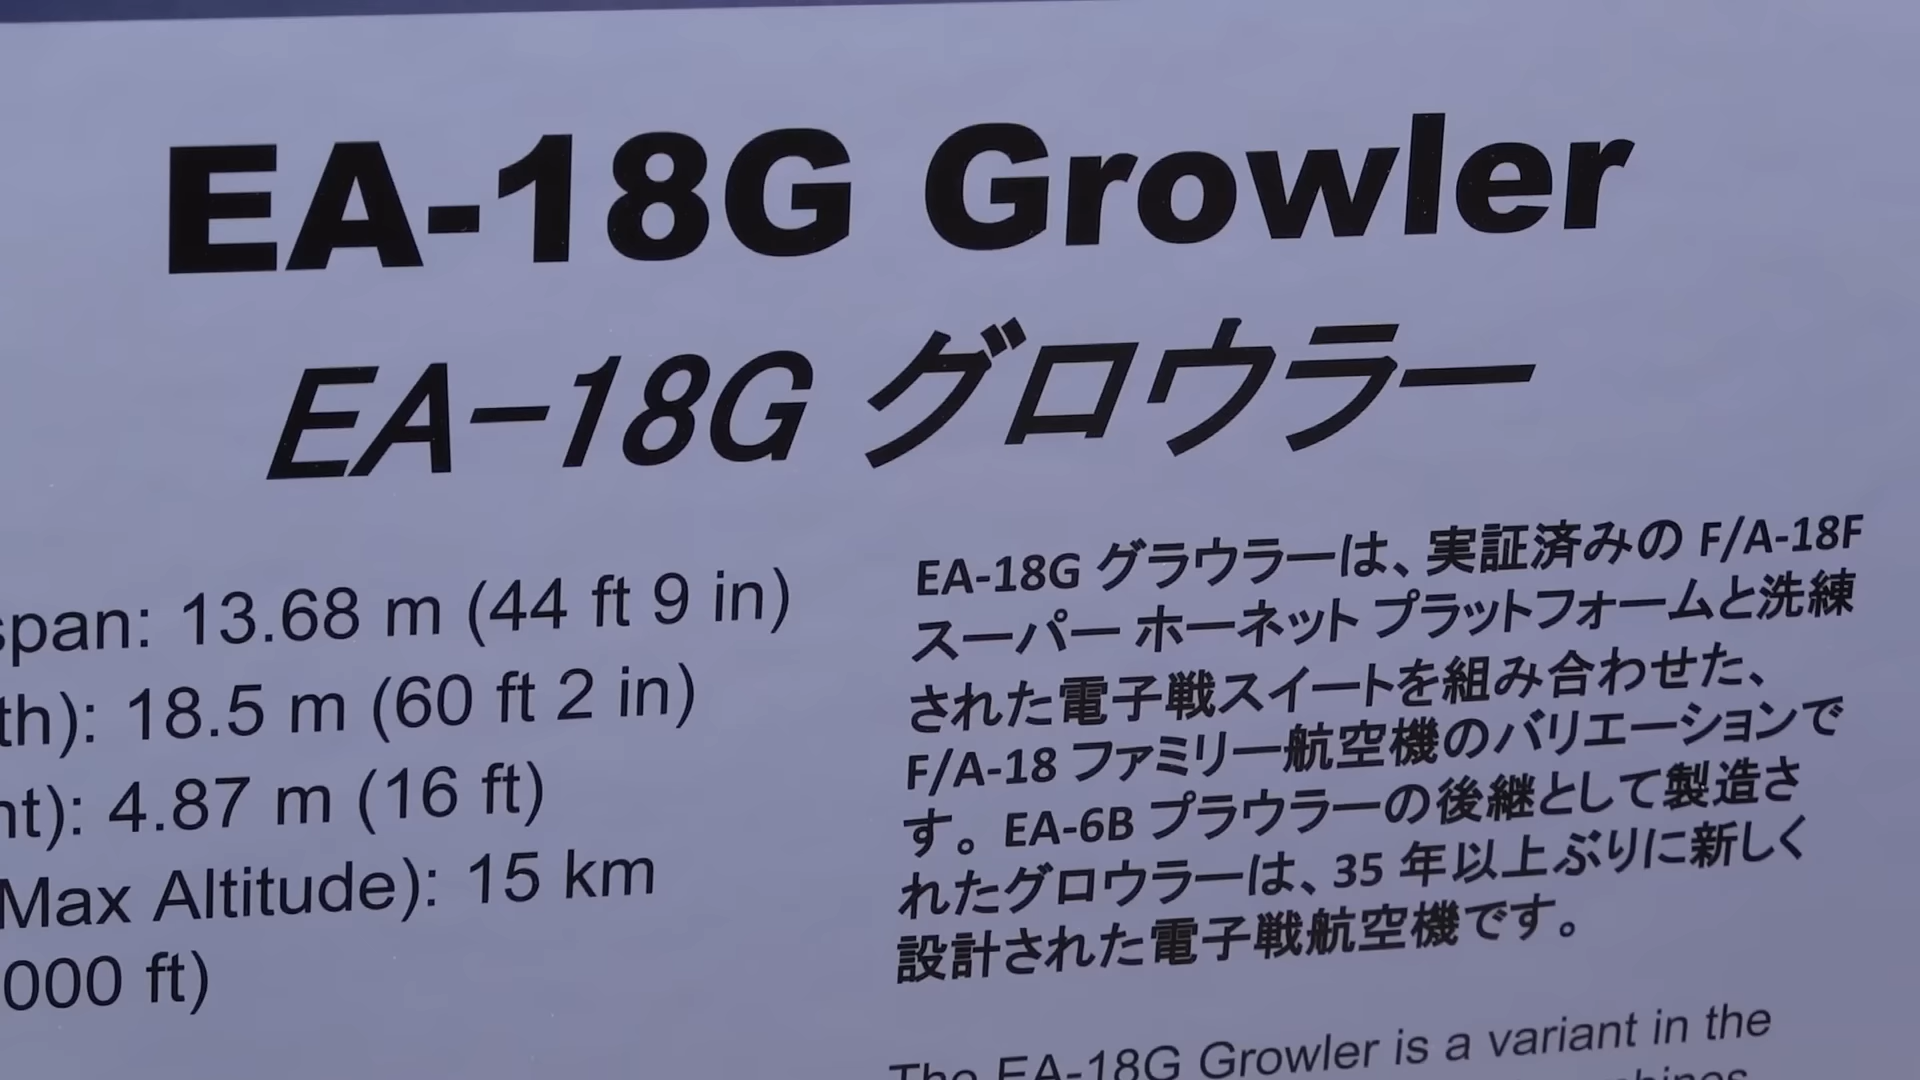 EA-18G Growler
EA-18G グロウラー
span: 13.68 m (44 ft 9 in)
th): 18.5 m (60 ft 2 in)
ht): 4.87 m (16 ft)
Max Altitude): 15 km
000 ft)
EA-18G グラウラーは、実証済みの F/A-18F
スーパー ホーネット プラットフォームと洗練
された電子戦スイートを組み合わせた、
F/A-18 ファミリー航空機のバリエーションで
す。EA-6B プラウラーの後継として製造さ
れたグロウラーは、35 年以上ぶりに新しく
設計された電子戦航空機です。
The EA-18G Growler is a variant in the